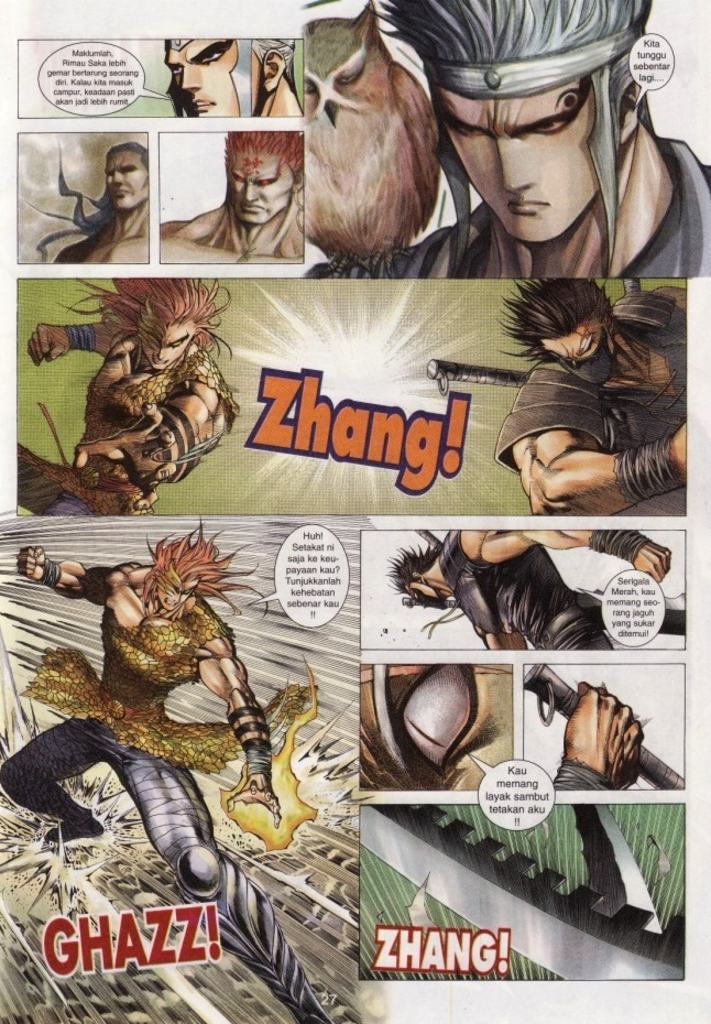 Maklumlah,
Rimau Saka lebih
gemar bertarung seorang
diri. Kalau kita masuk
campur, keadaan pasti
akan jadi lebih rumit.
Kita
tunggu
sebentar
lagi....
Zhang!
Huh!
Setakat ni
saja ke keu-
payaan kau?
Tunjukkanlah
kehebatan
sebenar kau
!!
Serigala
Merah, kau
memang seo-
rang jaguh
yang sukar
ditemui!
Kau
memang
layak sambut
tetakan aku
!!
GHAZZ!
ZHANG!
27